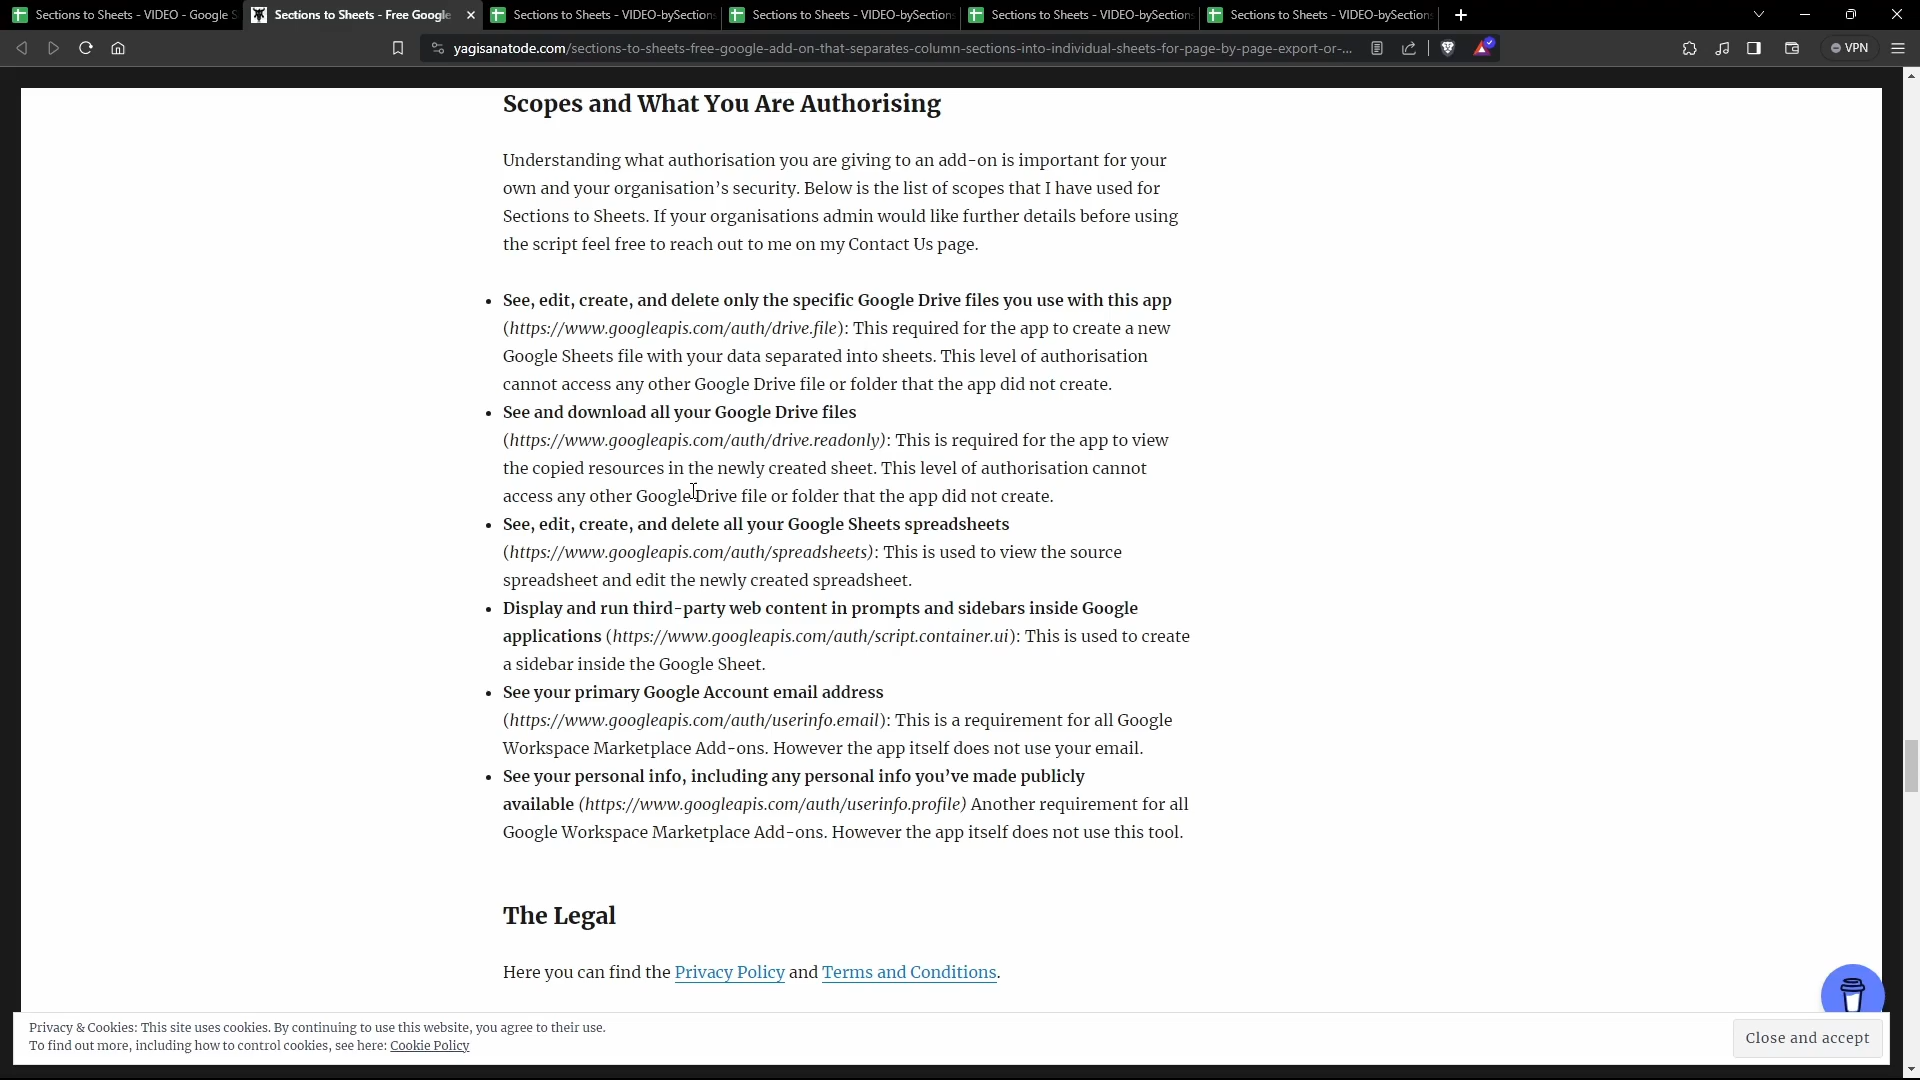 Sections to Sheets - VIDEO - Google S
Sections to Sheets - Free Google
Sections to Sheets - VIDEO-bySection
Sections to Sheets - VIDEO-bySection
Sections to Sheets - VIDEO-bySection
Sections to Sheets - VIDEO-bySection
yagisanatode.com/sections-to-sheets-free-google-add-on-that-separates-column-sections-into-individual-sheets-for-page-by-page-export-or-...
VPN
Scopes and What You Are Authorising
Understanding what authorisation you are giving to an add-on is important for your
own and your organisation's security. Below is the list of scopes that I have used for
Sections to Sheets. If your organisations admin would like further details before using
the script feel free to reach out to me on my Contact Us page.
• See, edit, create, and delete only the specific Google Drive files you use with this app
(https://www.googleapis.com/auth/drive.file): This required for the app to create a new
Google Sheets file with your data separated into sheets. This level of authorisation
cannot access any other Google Drive file or folder that the app did not create.
• See and download all your Google Drive files
(https://www.googleapis.com/auth/drive.readonly): This is required for the app to view
the copied resources in the newly created sheet. This level of authorisation cannot
access any other Google Drive file or folder that the app did not create.
• See, edit, create, and delete all your Google Sheets spreadsheets
(https://www.googleapis.com/auth/spreadsheets): This is used to view the source
spreadsheet and edit the newly created spreadsheet.
• Display and run third-party web content in prompts and sidebars inside Google
applications (https://www.googleapis.com/auth/script.container.ui): This is used to create
a sidebar inside the Google Sheet.
• See your primary Google Account email address
(https://www.googleapis.com/auth/userinfo.email): This is a requirement for all Google
Workspace Marketplace Add-ons. However the app itself does not use your email.
• See your personal info, including any personal info you've made publicly
available (https://www.googleapis.com/auth/userinfo.profile) Another requirement for all
Google Workspace Marketplace Add-ons. However the app itself does not use this tool.
The Legal
Here you can find the Privacy Policy and Terms and Conditions.
Privacy & Cookies: This site uses cookies. By continuing to use this website, you agree to their use.
To find out more, including how to control cookies, see here: Cookie Policy
Close and accept